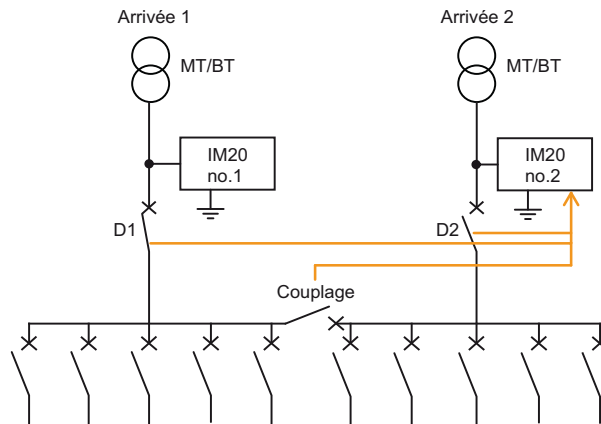 Arrivée 1
Arrivée 2
MT/BT
MT/BT
IM20
no.1
IM20
no.2
D1
D2
Couplage